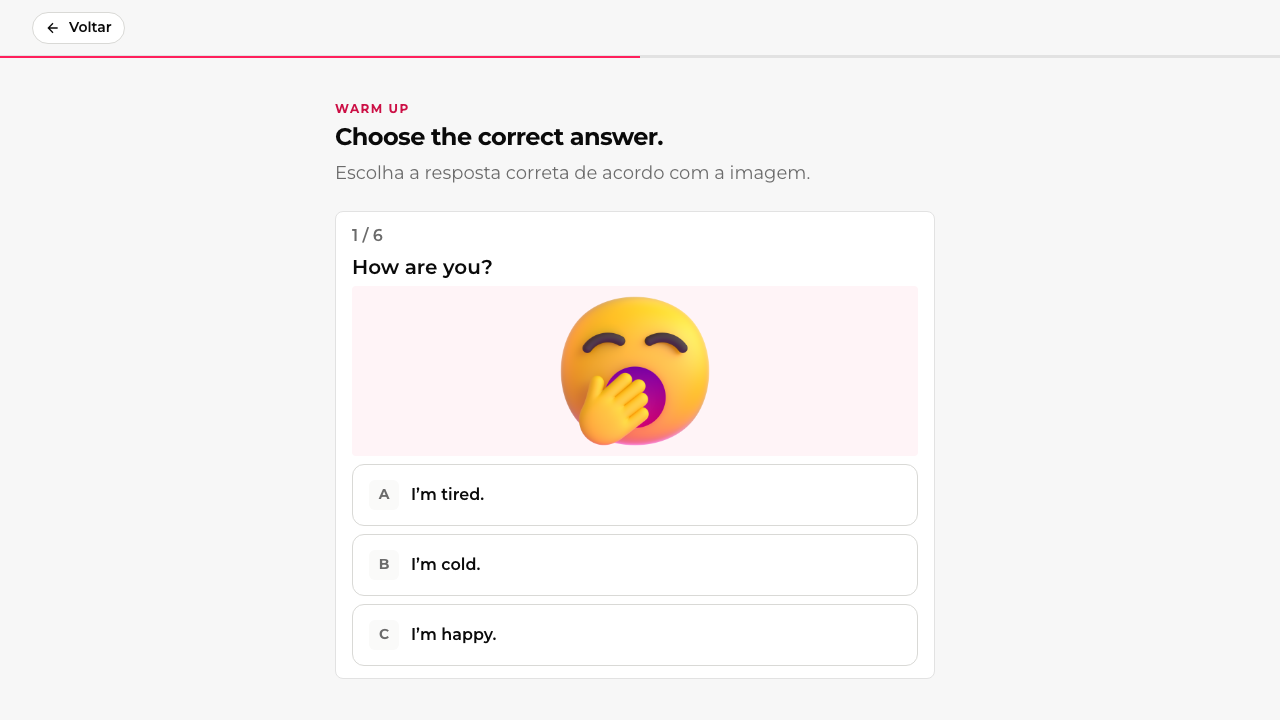 Voltar
WARM UP
Choose the correct answer.
Escolha a resposta correta de acordo com a imagem.
1 / 6
How are you?
A I’m tired.
B I’m cold.
C I’m happy.